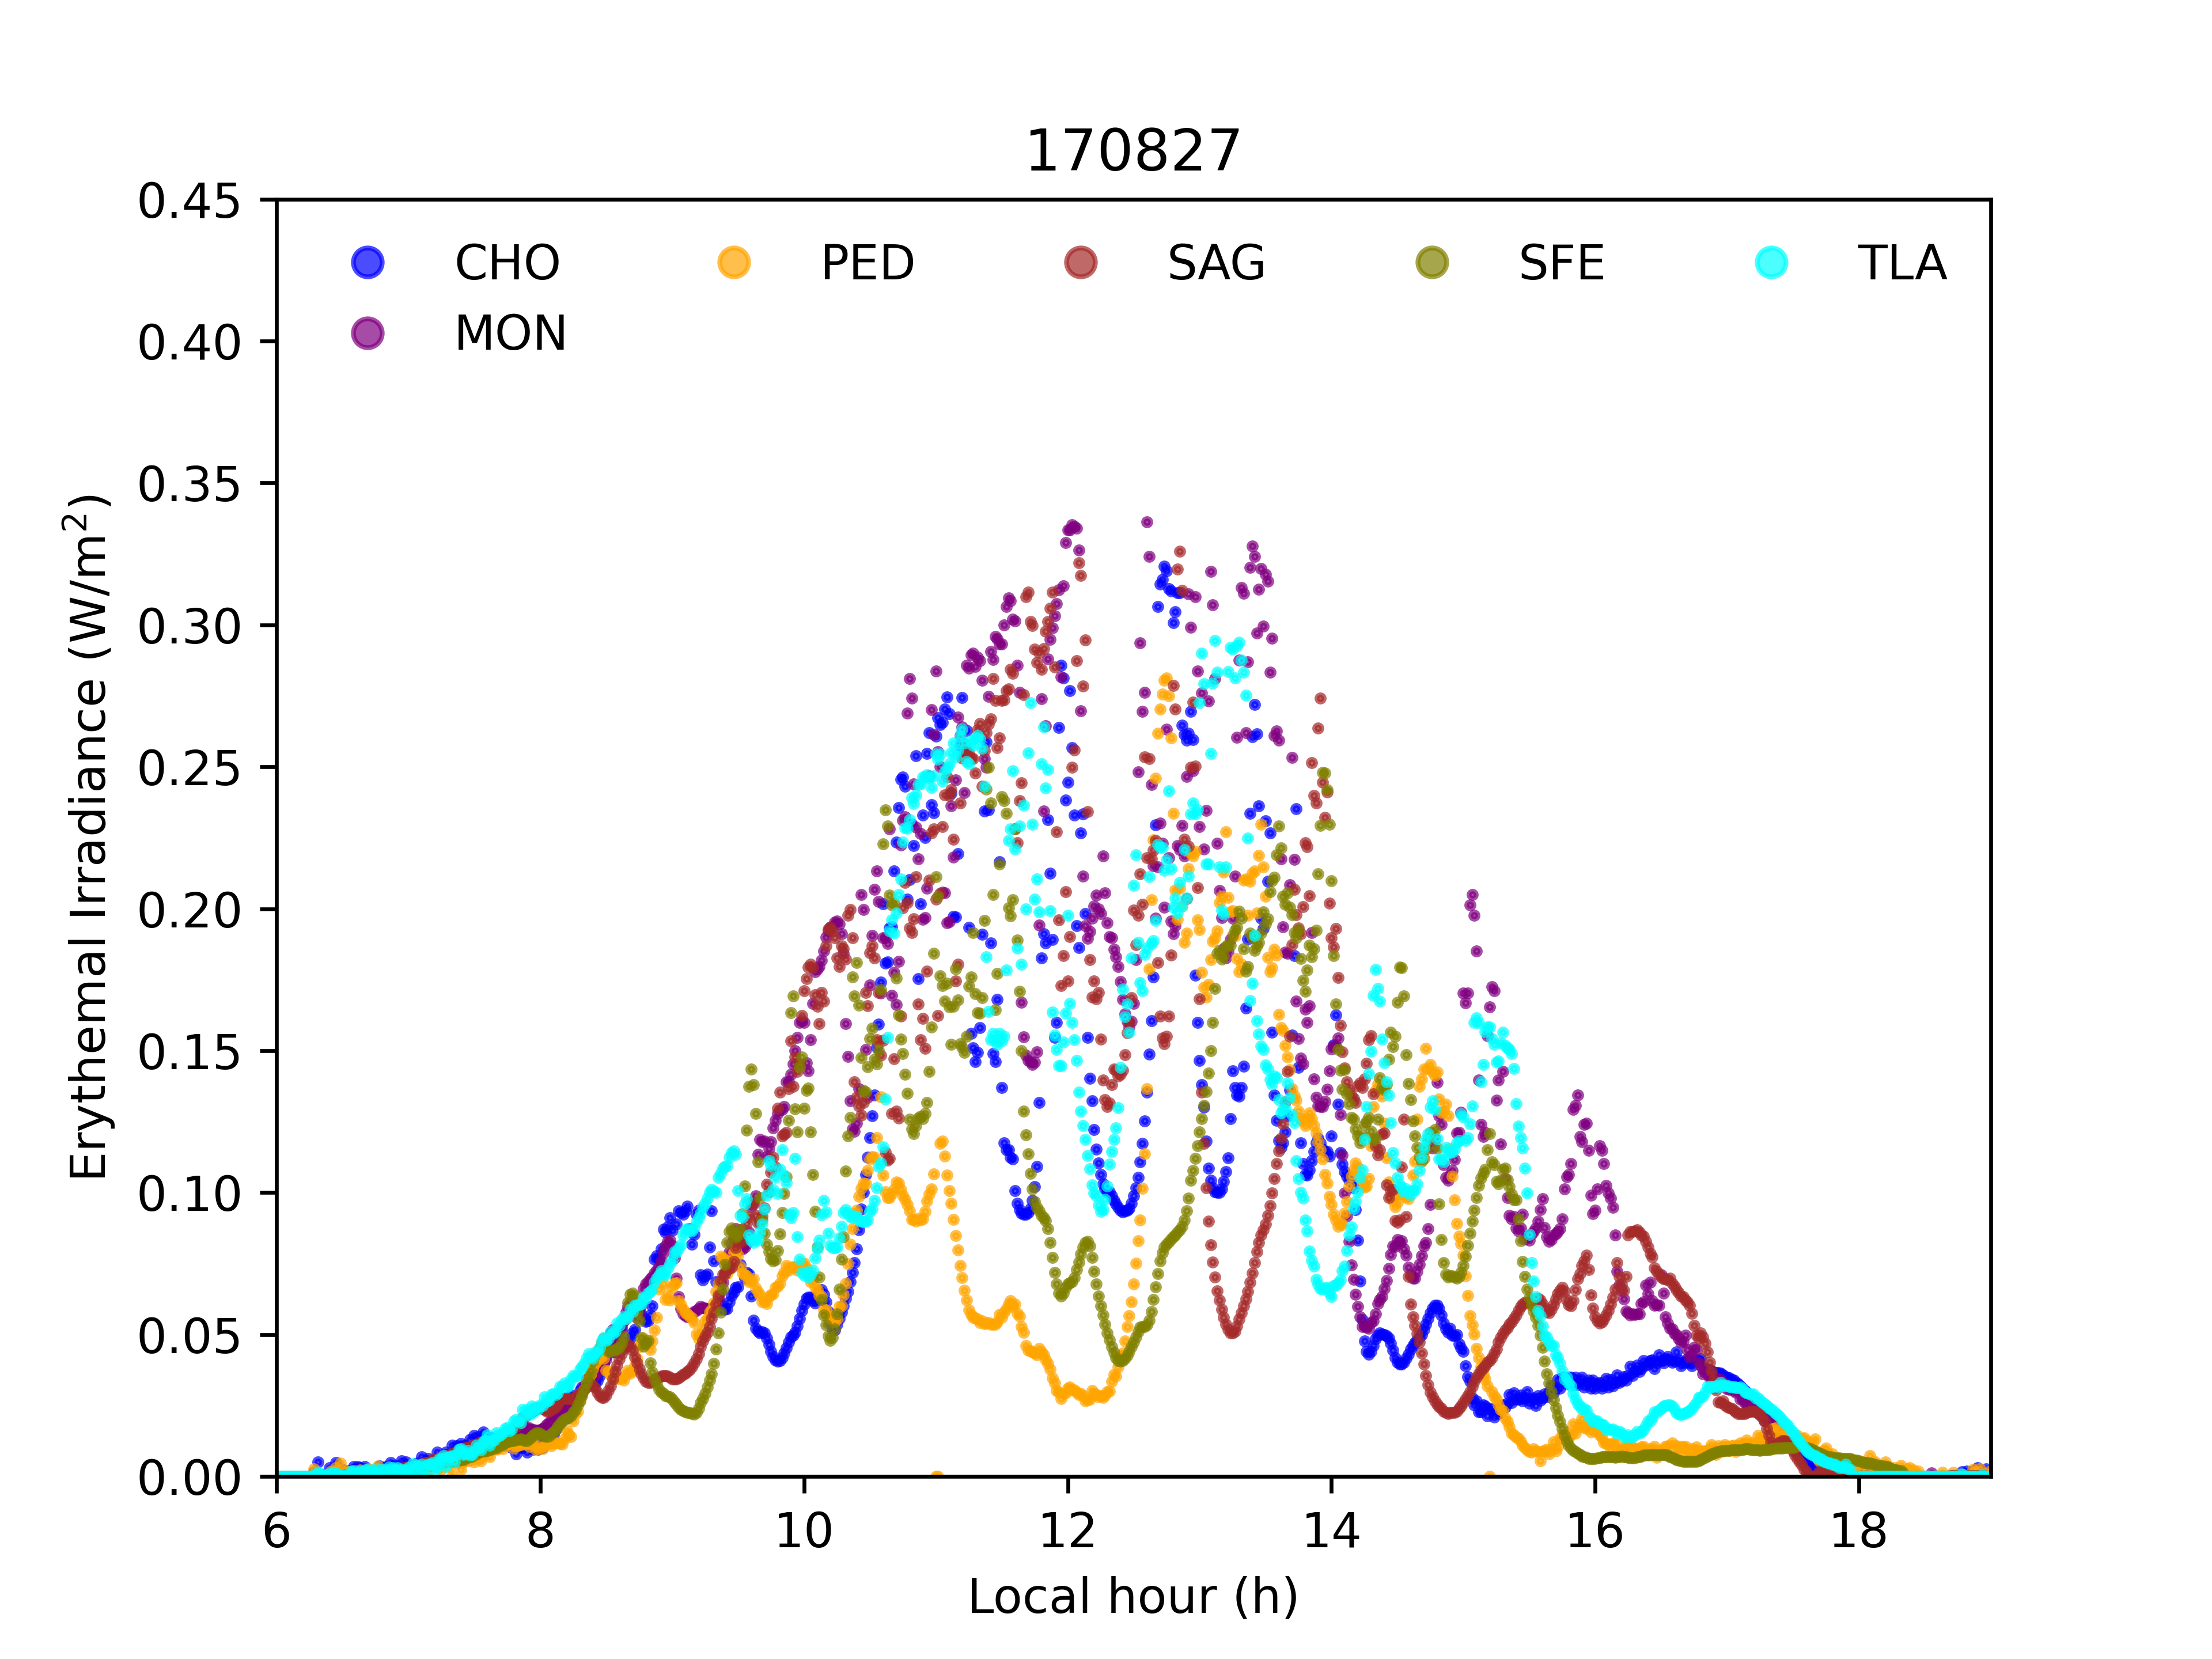 170827
0.45
0.40
0.35
0.30
0.25
0.20
0.15
0.10
0.05
0.00
Erythemal Irradiance (W/m²)
CHO PED SAG SFE TLA
MON
6 8 10 12 14 16 18
Local hour (h)